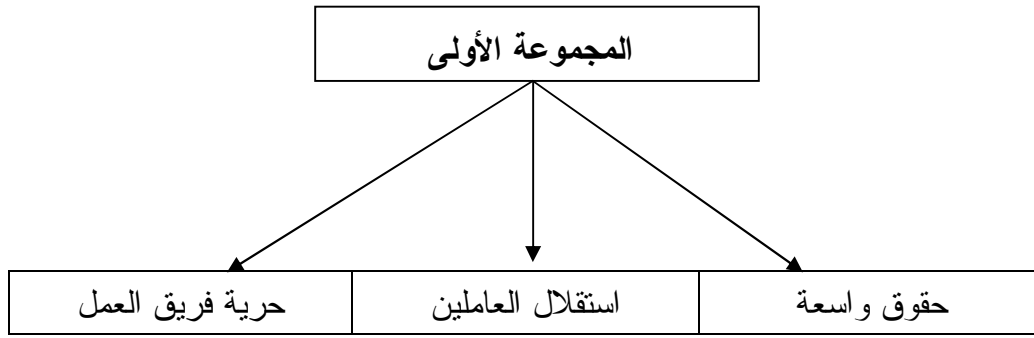 المجموعة الأولى
حقوق واسعة
استقلال العاملين
حرية فريق العمل